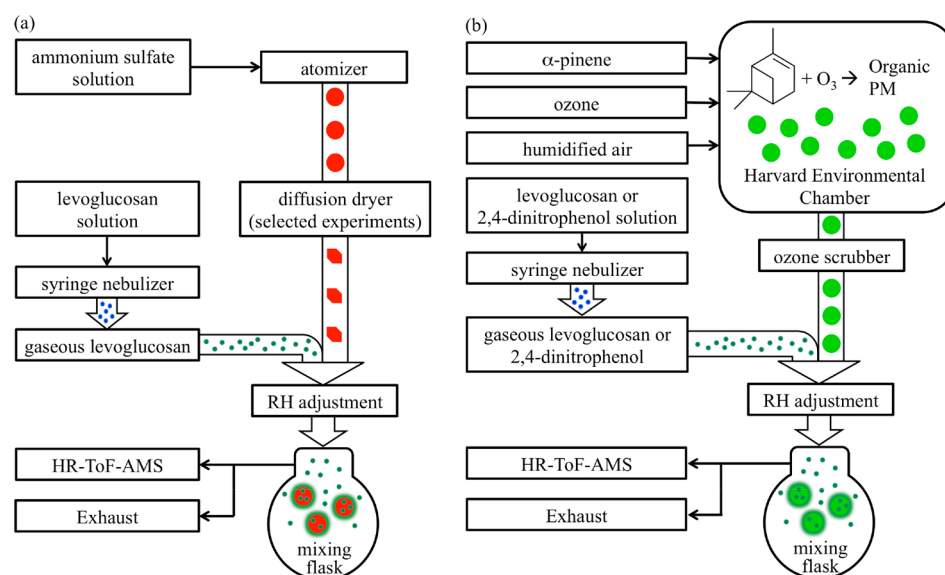 (a)
ammonium sulfate
solution
atomizer
levoglucosan
solution
diffusion dryer
(selected experiments)
syringe nebulizer
gaseous levoglucosan
RH adjustment
HR-ToF-AMS
Exhaust
mixing
flask
(b)
α-pinene
ozone
humidified air
+ O₃ → Organic
PM
Harvard Environmental
Chamber
levoglucosan or
2,4-dinitrophenol solution
ozone scrubber
syringe nebulizer
gaseous levoglucosan or
2,4-dinitrophenol
RH adjustment
HR-ToF-AMS
Exhaust
mixing
flask